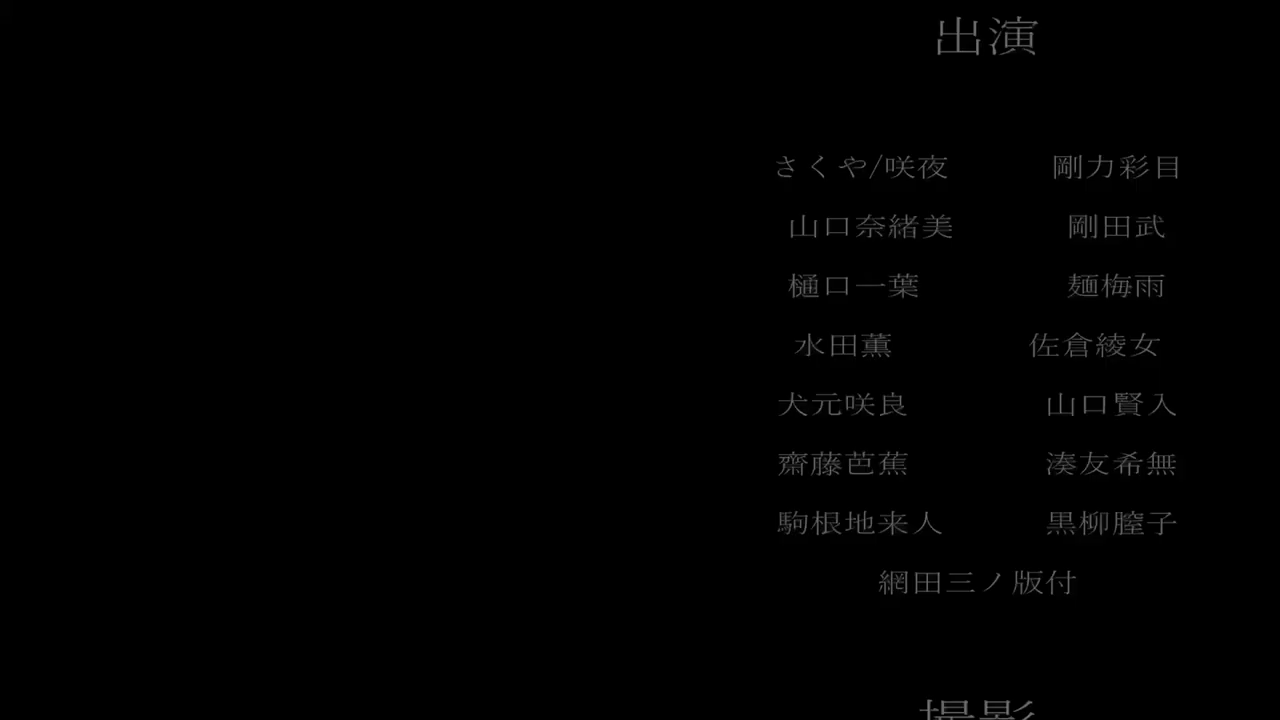 出演
さくや/咲夜 剛力彩目
山口奈緒美 剛田武
樋口一葉 麺梅雨
水田薫 佐倉綾女
犬元咲良 山口賢入
齋藤芭蕉 湊友希無
駒根地来人 黒柳膣子
網田三ノ版付
撮影